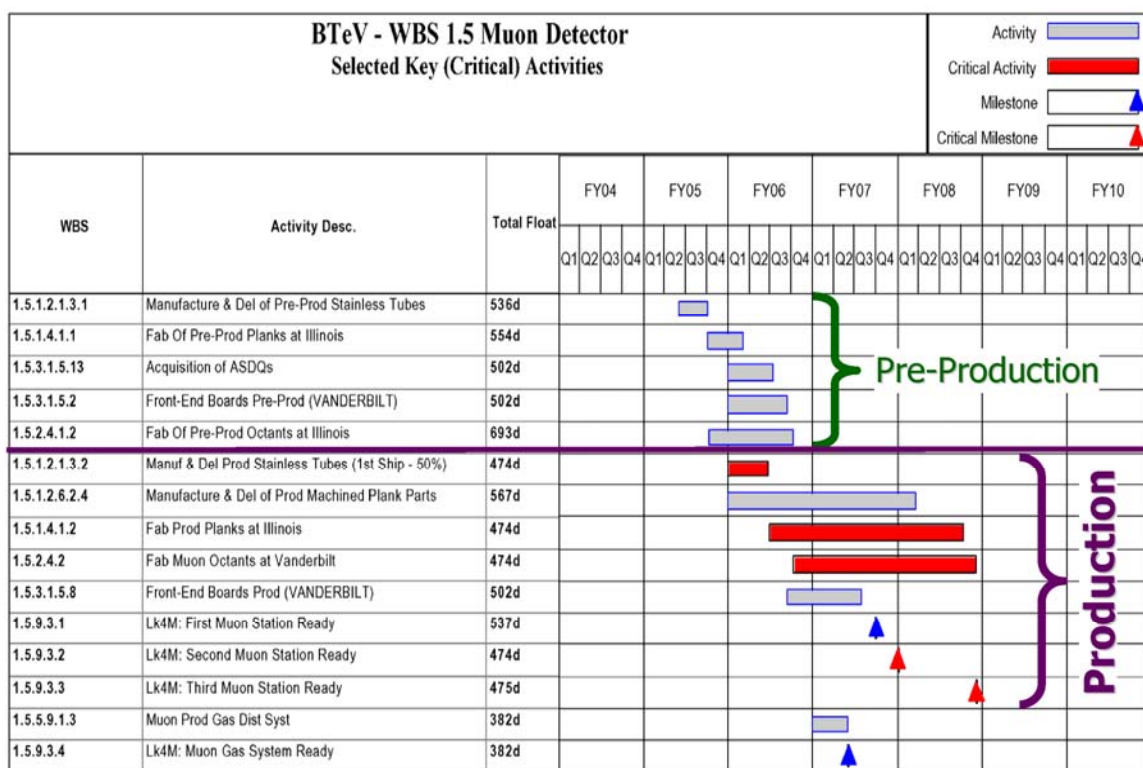 BTeV - WBS 1.5 Muon Detector
Selected Key (Critical) Activities
Activity
Critical Activity
Milestone
Critical Milestone
WBS Activity Desc. Total Float FY04 FY05 FY06 FY07 FY08 FY09 FY10
Q1 Q2 Q3 Q4 Q1 Q2 Q3 Q4 Q1 Q2 Q3 Q4 Q1 Q2 Q3 Q4 Q1 Q2 Q3 Q4 Q1 Q2 Q3 Q4 Q1 Q2 Q3 Q4
1.5.1.2.1.3.1 Manufacture & Del of Pre-Prod Stainless Tubes 536d
1.5.1.4.1.1 Fab Of Pre-Prod Planks at Illinois 554d
1.5.3.1.5.13 Acquisition of ASDQs 502d
1.5.3.1.5.2 Front-End Boards Pre-Prod (VANDERBILT) 502d
1.5.2.4.1.2 Fab Of Pre-Prod Octants at Illinois 693d
Pre-Production
1.5.1.2.1.3.2 Manuf & Del Prod Stainless Tubes (1st Ship - 50%) 474d
1.5.1.2.6.2.4 Manufacture & Del of Prod Machined Plank Parts 567d
1.5.1.4.1.2 Fab Prod Planks at Illinois 474d
1.5.2.4.2 Fab Muon Octants at Vanderbilt 474d
1.5.3.1.5.8 Front-End Boards Prod (VANDERBILT) 502d
1.5.9.3.1 Lk4M: First Muon Station Ready 537d
1.5.9.3.2 Lk4M: Second Muon Station Ready 474d
1.5.9.3.3 Lk4M: Third Muon Station Ready 475d
Production
1.5.5.9.1.3 Muon Prod Gas Dist Syst 382d
1.5.9.3.4 Lk4M: Muon Gas System Ready 382d